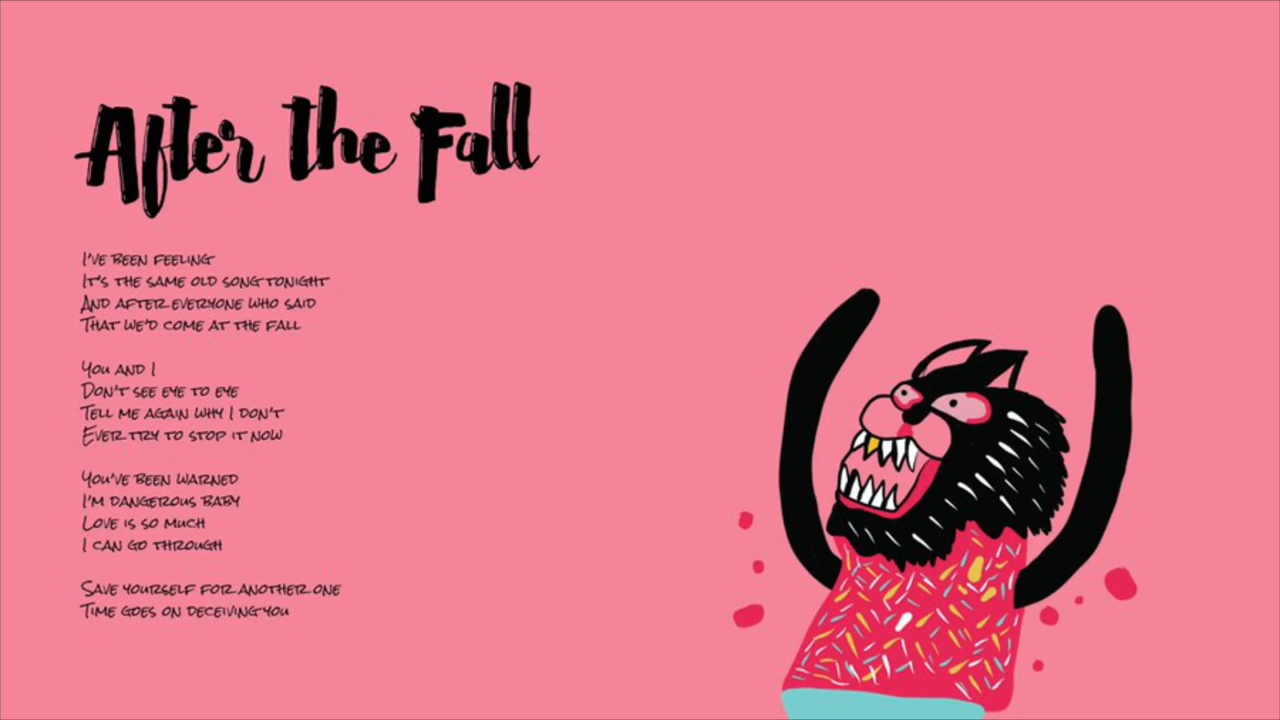 After the Fall
I'VE BEEN FEELING
IT'S THE SAME OLD SONG TONIGHT
AND AFTER EVERYONE WHO SAID
THAT WE'D COME AT THE FALL
YOU AND I
DON'T SEE EYE TO EYE
TELL ME AGAIN WHY I DON'T
EVER TRY TO STOP IT NOW
YOU'VE BEEN WARNED
I'M DANGEROUS BABY
LOVE IS SO MUCH
I CAN GO THROUGH
SAVE YOURSELF FOR ANOTHER ONE
TIME GOES ON DECEIVING YOU